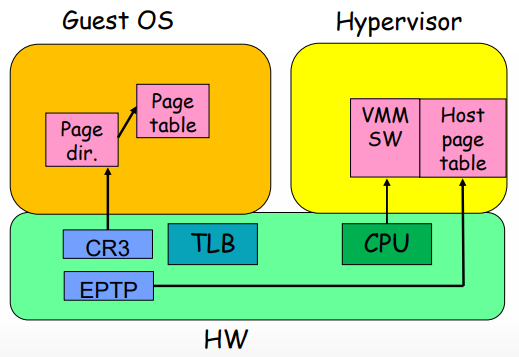 Guest OS
Hypervisor
Page
table
Page
dir.
VMM
SW
Host
page
table
CR3
TLB
CPU
EPTP
HW